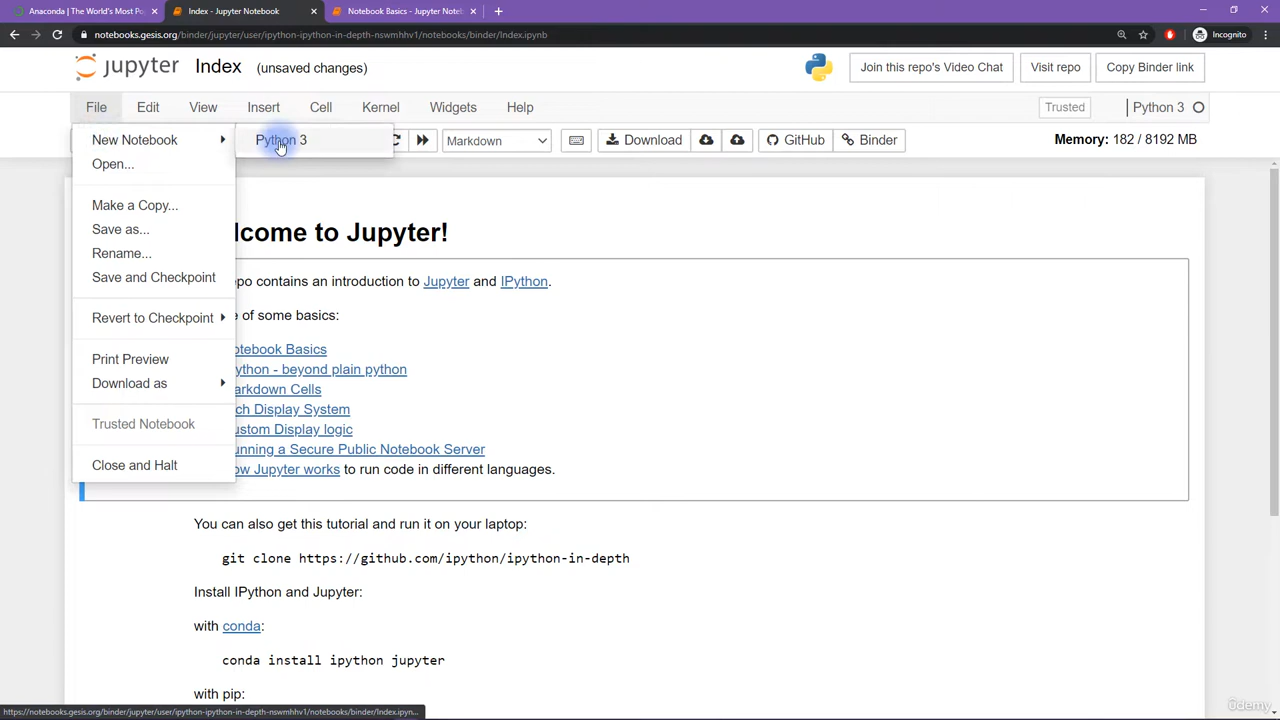 Anaconda | The World's Most Po
Index - Jupyter Notebook
Notebook Basics - Jupyter Noteb
notebooks.gesis.org/binder/jupyter/user/ipython-ipython-in-depth-nswmhhv1/notebooks/binder/Index.ipynb
Incognito
jupyter Index (unsaved changes)
Join this repo's Video Chat
Visit repo
Copy Binder link
File Edit View Insert Cell Kernel Widgets Help
Trusted
Python 3
New Notebook
Python 3
Markdown
Download
GitHub
Binder
Memory: 182 / 8192 MB
Open...
Make a Copy...
Save as...
Rename...
Save and Checkpoint
Revert to Checkpoint
Print Preview
Download as
Trusted Notebook
Close and Halt
lcome to Jupyter!
epo contains an introduction to Jupyter and IPython.
e of some basics:
otebook Basics
ython - beyond plain python
arkdown Cells
ch Display System
ustom Display logic
unning a Secure Public Notebook Server
ow Jupyter works to run code in different languages.
You can also get this tutorial and run it on your laptop:
git clone https://github.com/ipython/ipython-in-depth
Install IPython and Jupyter:
with conda:
conda install ipython jupyter
with pip:
https://notebooks.gesis.org/binder/jupyter/user/ipython-ipython-in-depth-nswmhhv1/notebooks/binder/Index.ipyn...
ûdemy